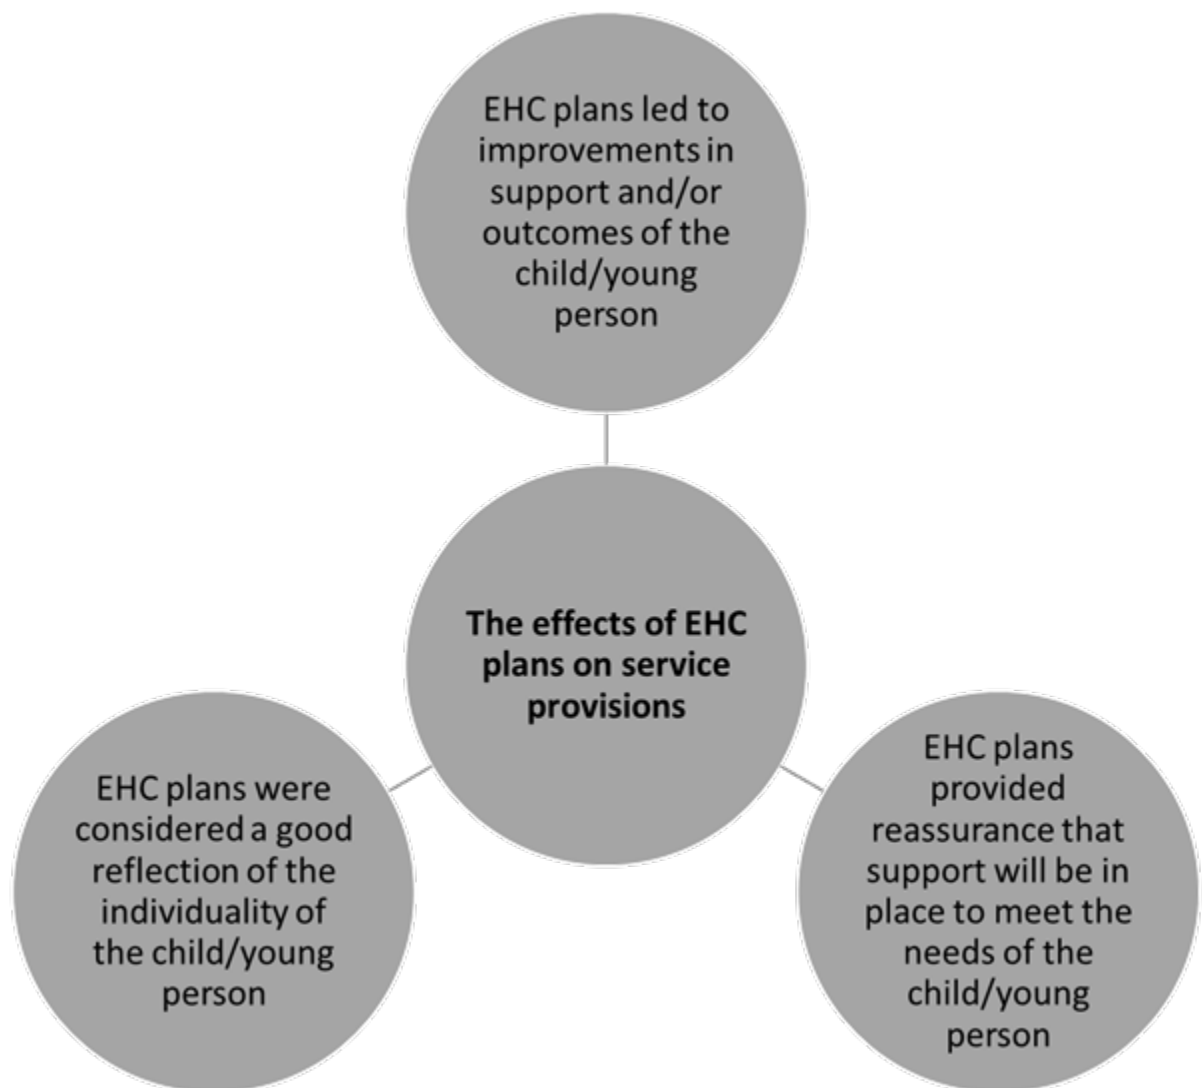 EHC plans led to
improvements in
support and/or
outcomes of the
child/young
person
The effects of EHC
plans on service
provisions
EHC plans were
considered a good
reflection of the
individuality of
the child/young
person
EHC plans
provided
reassurance that
support will be in
place to meet the
needs of the
child/young
person